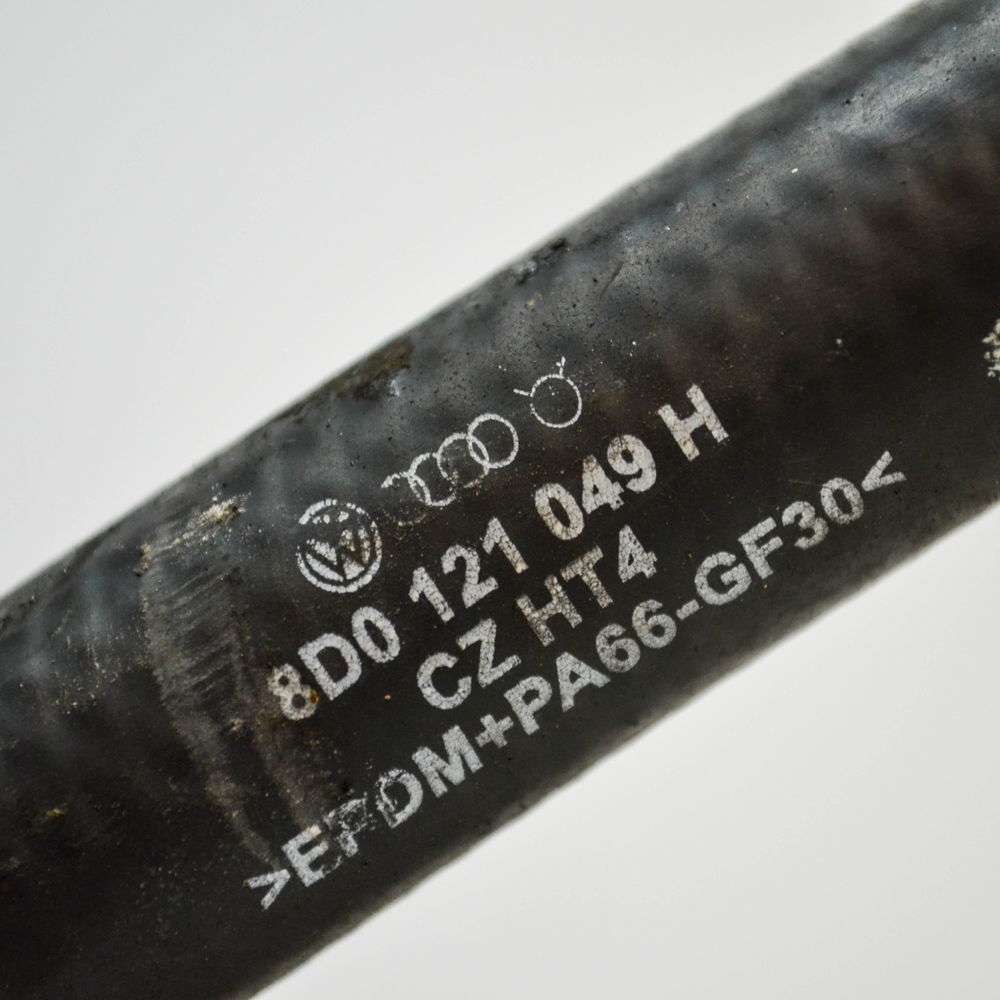 8D0 121 049 H
CZ HT4
>EPDM+PA66-GF30<